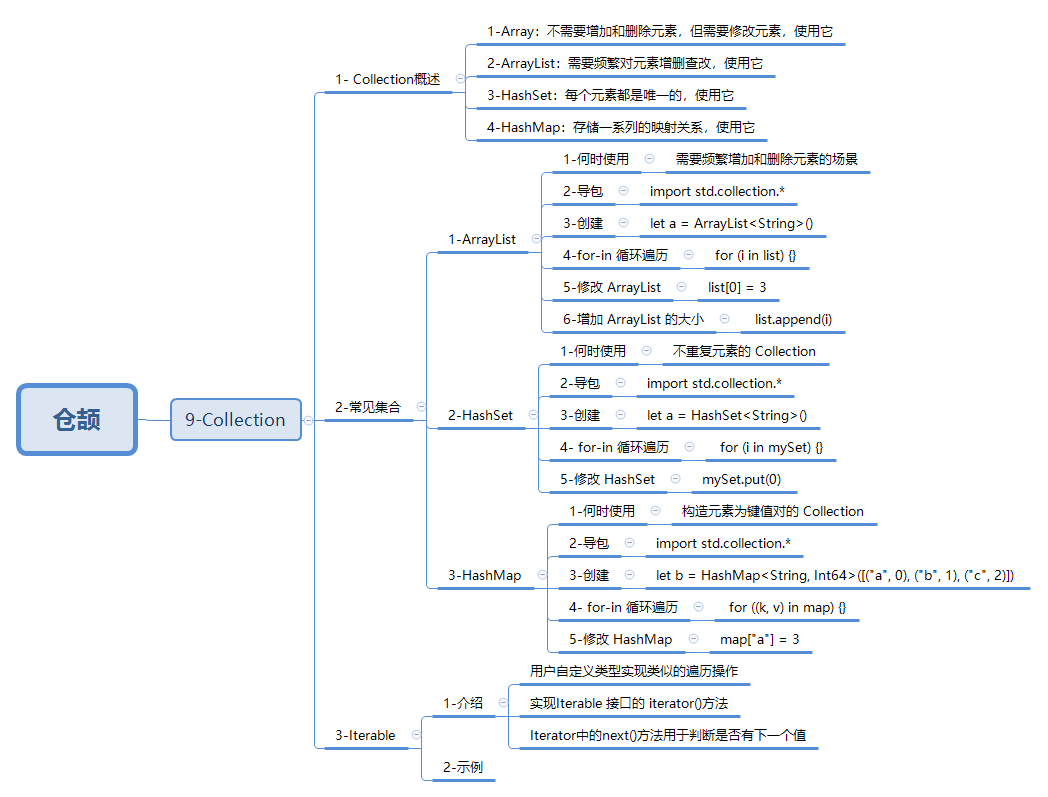 仓颉
9-Collection
1- Collection概述
1-Array：不需要增加和删除元素，但需要修改元素，使用它
2-ArrayList：需要频繁对元素增删查改，使用它
3-HashSet：每个元素都是唯一的，使用它
4-HashMap：存储一系列的映射关系，使用它
2-常见集合
1-ArrayList
1-何时使用
需要频繁增加和删除元素的场景
2-导包
import std.collection.*
3-创建
let a = ArrayList<String>()
4-for-in 循环遍历
for (i in list) {}
5-修改 ArrayList
list[0] = 3
6-增加 ArrayList 的大小
list.append(i)
2-HashSet
1-何时使用
不重复元素的 Collection
2-导包
import std.collection.*
3-创建
let a = HashSet<String>()
4- for-in 循环遍历
for (i in mySet) {}
5-修改 HashSet
mySet.put(0)
3-HashMap
1-何时使用
构造元素为键值对的 Collection
2-导包
import std.collection.*
3-创建
let b = HashMap<String, Int64>([("a", 0), ("b", 1), ("c", 2)])
4- for-in 循环遍历
for ((k, v) in map) {}
5-修改 HashMap
map["a"] = 3
3-Iterable
1-介绍
用户自定义类型实现类似的遍历操作
实现Iterable 接口的 iterator()方法
Iterator中的next()方法用于判断是否有下一个值
2-示例